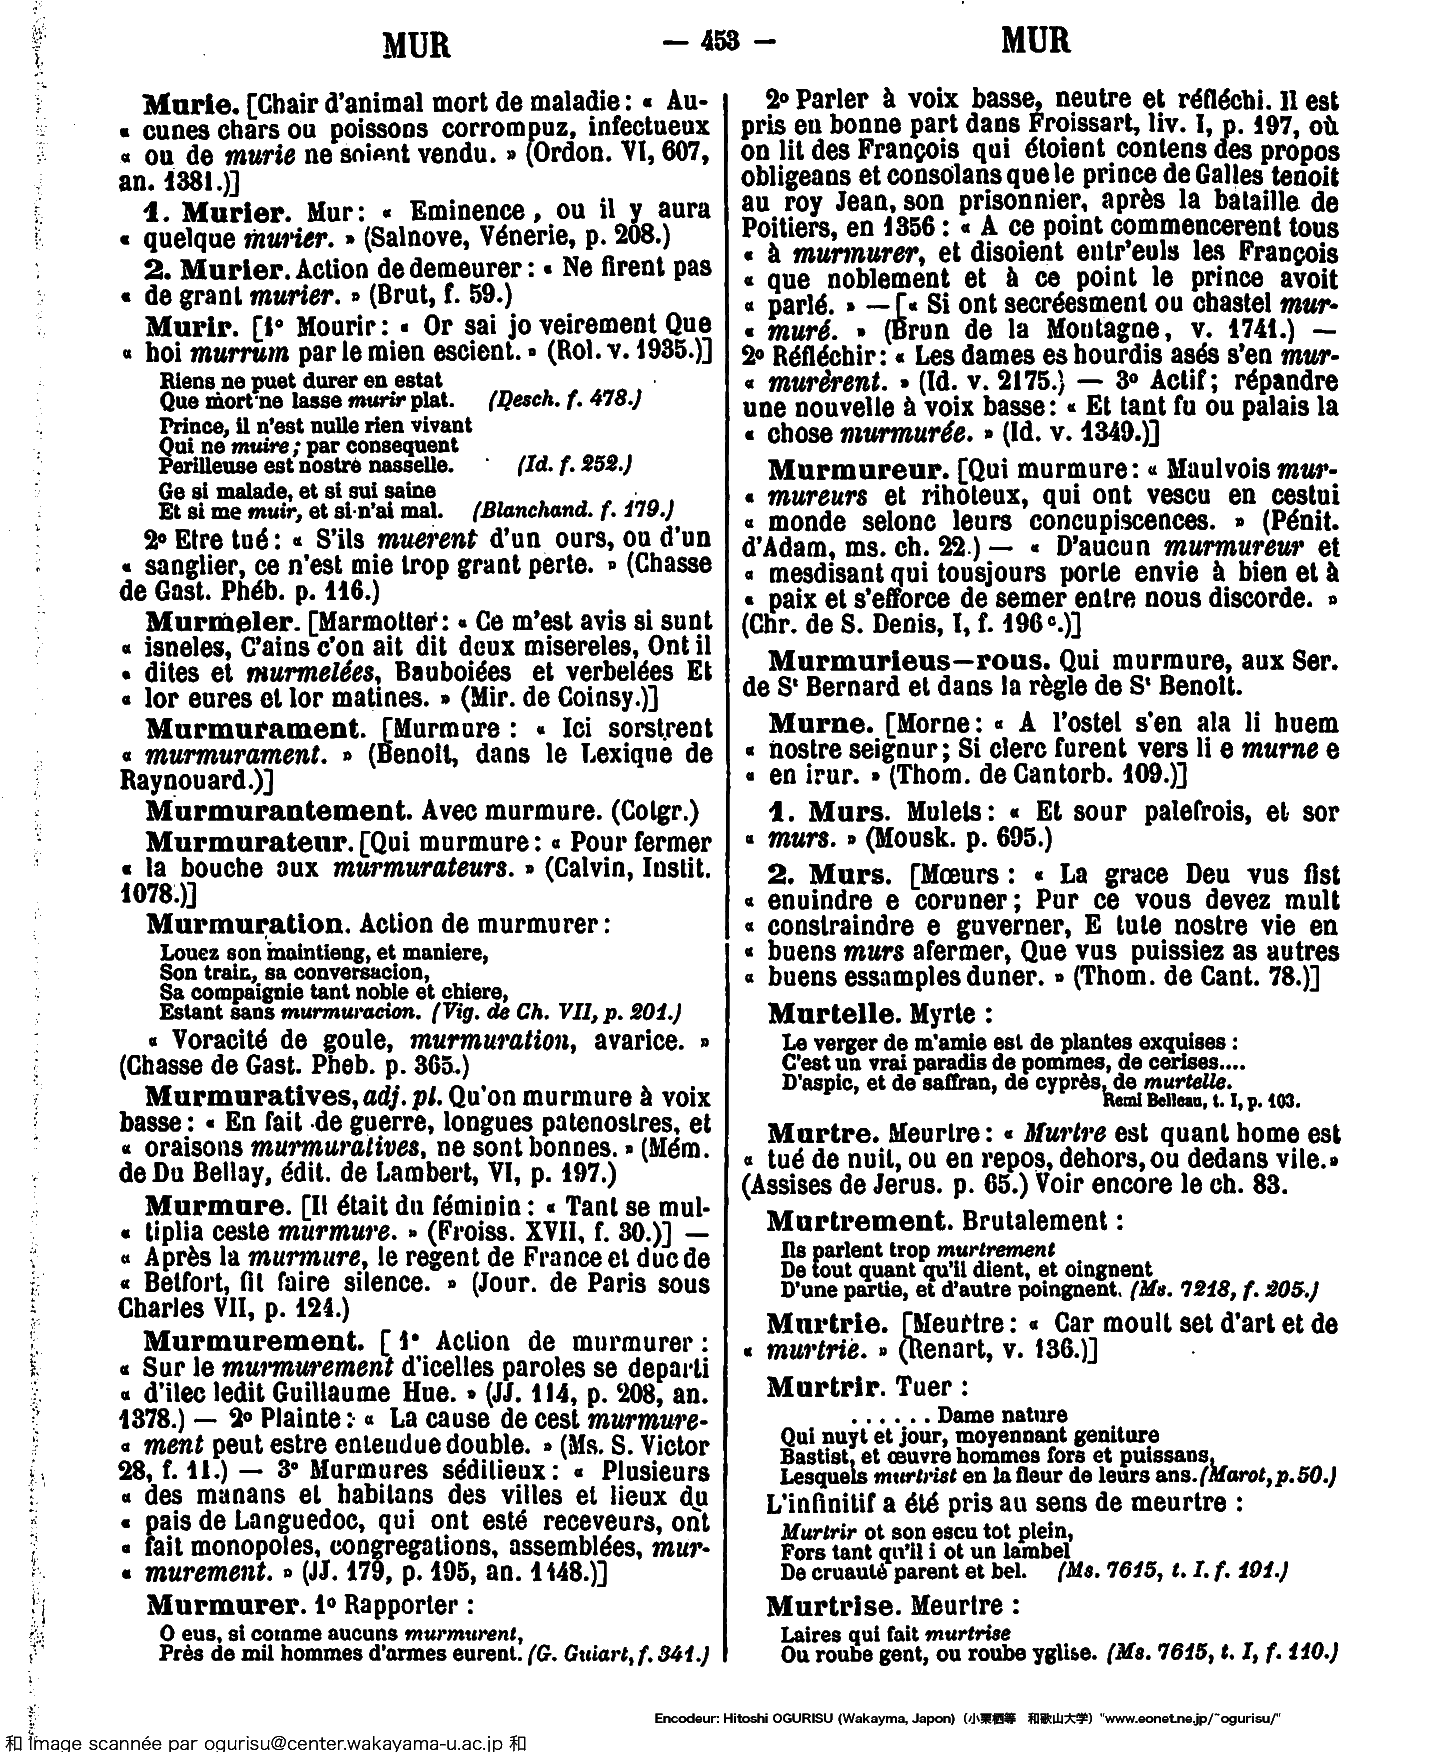 MUR — 453 — MUR
Murie. [Chair d'animal mort de maladie : « Au-
« cunes chars ou poissons corrompuz, infectueux
« ou de murie ne soient vendu. » (Ordon. VI, 607,
an. 1381.)]
1. Murier. Mur : « Eminence, ou il y aura
« quelque murier. » (Salnove, Vénerie, p. 208.)
2. Murier. Action de demeurer : « Ne firent pas
« de grant murier. » (Brut, f. 59.)
Murir. [1° Mourir : « Or sai jo veirement Que
« hoi murrum par le mien escient. » (Rol. v. 1935.)]
Riens ne puet durer en estat
Que mort ne lasse murir plat. (Desch. f. 478.)
Prince, il n'est nulle rien vivant
Qui ne muire ; par consequent
Perilleuse est nostre nasselle. (Id. f. 252.)
Ge si malade, et si sui saine
Et si me muir, et si n'ai mal. (Blanchand. f. 179.)
2° Etre tué : « S'ils muerent d'un ours, ou d'un
« sanglier, ce n'est mie trop grant perte. » (Chasse
de Gast. Phéb. p. 116.)
Murmeler. [Marmotter : « Ce m'est avis si sunt
« isneles, C'ains c'on ait dit deux misereles, Ont il
« dites et murmelées, Bauboiées et verbelées Et
« lor eures et lor matines. » (Mir. de Coinsy.)]
Murmurament. [Murmure : « Ici sorstrent
« murmurament. » (Benoit, dans le Lexique de
Raynouard.)]
Murmurantement. Avec murmure. (Cotgr.)
Murmurateur. [Qui murmure : « Pour fermer
« la bouche aux murmurateurs. » (Calvin, Instit.
1078.)]
Murmuration. Action de murmurer :
Louez son maintieng, et maniere,
Son train, sa conversacion,
Sa compaignie tant noble et chiere,
Estant sans murmuracion. (Vig. de Ch. VII, p. 201.)
« Voracité de goule, murmuration, avarice. »
(Chasse de Gast. Pheb. p. 365.)
Murmuratives, adj. pl. Qu'on murmure à voix
basse : « En fait de guerre, longues patenostres, et
« oraisons murmuratives, ne sont bonnes. » (Mém.
de Du Bellay, édit. de Lambert, VI, p. 197.)
Murmure. [Il était du féminin : « Tant se mul-
« tiplia ceste murmure. » (Froiss. XVII, f. 30.)] —
« Après la murmure, le regent de France et duc de
« Betfort, fit faire silence. » (Jour. de Paris sous
Charles VII, p. 124.)
Murmurement. [ 1° Action de murmurer :
« Sur le murmurement d'icelles paroles se departi
« d'ilec ledit Guillaume Hue. » (JJ. 114, p. 208, an.
1378.) — 2° Plainte : « La cause de cest murmure-
« ment peut estre entendue double. » (Ms. S. Victor
28, f. 11.) — 3° Murmures séditieux : « Plusieurs
« des manans et habitans des villes et lieux du
« pais de Languedoc, qui ont esté receveurs, ont
« fait monopoles, congregations, assemblées, mur-
« murement. » (JJ. 179, p. 195, an. 1448.)]
Murmurer. 1° Rapporter :
O eus, si comme aucuns murmurent,
Près de mil hommes d'armes eurent. (G. Guiart, f. 341.)
2° Parler à voix basse, neutre et réfléchi. Il est
pris en bonne part dans Froissart, liv. I, p. 197, où
on lit des François qui étoient contens des propos
obligeans et consolans que le prince de Galles tenoit
au roy Jean, son prisonnier, après la bataille de
Poitiers, en 1356 : « A ce point commencerent tous
« à murmurer, et disoient entr'euls les François
« que noblement et à ce point le prince avoit
« parlé. » — [« Si ont secréesment ou chastel mur-
« muré. » (Brun de la Montagne, v. 1741.) —
2° Réfléchir : « Les dames es hourdis asés s'en mur-
« murèrent. » (Id. v. 2175.) — 3° Actif ; répandre
une nouvelle à voix basse : « Et tant fu ou palais la
« chose murmurée. » (Id. v. 1349.)]
Murmureur. [Qui murmure : « Maulvois mur-
« mureurs et rihoteux, qui ont vescu en cestui
« monde selonc leurs concupiscences. » (Pénit.
d'Adam, ms. ch. 22.) — « D'aucun murmureur et
« mesdisant qui tousjours porte envie à bien et à
« paix et s'efforce de semer entre nous discorde. »
(Chr. de S. Denis, I, f. 196 c.)]
Murmurieus-rous. Qui murmure, aux Ser.
de St Bernard et dans la règle de St Benoit.
Murne. [Morne : « A l'ostel s'en ala li huem
« nostre seignur ; Si clerc furent vers li e murne e
« en irur. » (Thom. de Cantorb. 109.)]
1. Murs. Mulets : « Et sour palefrois, et sor
« murs. » (Mousk. p. 695.)
2. Murs. [Mœurs : « La grace Deu vus fist
« enuindre e coruner ; Pur ce vous devez mult
« constraindre e guverner, E tute nostre vie en
« buens murs afermer, Que vus puissiez as autres
« buens essamples duner. » (Thom. de Cant. 78.)]
Murtelle. Myrte :
Le verger de m'amie est de plantes exquises :
C'est un vrai paradis de pommes, de cerises....
D'aspic, et de saffran, de cyprès, de murtelle.
Remi Belleau, t. I, p. 103.
Murtre. Meurtre : « Murtre est quant home est
« tué de nuit, ou en repos, dehors, ou dedans vile. »
(Assises de Jerus. p. 65.) Voir encore le ch. 83.
Murtrement. Brutalement :
Ils parlent trop murtrement
De tout quant qu'il dient, et oingnent
D'une partie, et d'autre poingnent. (Ms. 7218, f. 205.)
Murtrie. [Meurtre : « Car moult set d'art et de
« murtrie. » (Renart, v. 136.)]
Murtrir. Tuer :
. . . . . . Dame nature
Qui nuyt et jour, moyennant geniture
Bastist, et œuvre hommes fors et puissans,
Lesquels murtrist en la fleur de leurs ans. (Marot, p. 50.)
L'infinitif a été pris au sens de meurtre :
Murtrir ot son escu tot plein,
Fors tant qu'il i ot un lambel
De cruauté parent et bel. (Ms. 7615, t. I. f. 191.)
Murtrise. Meurtre :
Laires qui fait murtrise
Ou roube gent, ou roube yglise. (Ms. 7615, t. I, f. 110.)
Encodeur: Hitoshi OGURISU (Wakayma, Japon) (小栗栖等 和歌山大学) "www.eonet.ne.jp/~ogurisu/"
和 Image scannée par ogurisu@center.wakayama-u.ac.jp 和